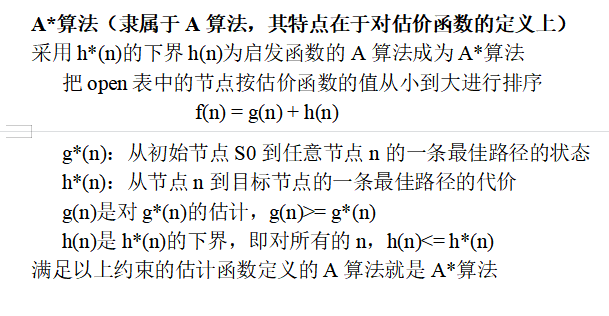 A*算法（隶属于 A 算法，其特点在于对估价函数的定义上）
采用 h*(n)的下界 h(n)为启发函数的 A 算法成为 A*算法
把 open 表中的节点按估价函数的值从小到大进行排序
f(n) = g(n) + h(n)
g*(n)：从初始节点 S0 到任意节点 n 的一条最佳路径的状态
h*(n)：从节点 n 到目标节点的一条最佳路径的代价
g(n)是对 g*(n)的估计，g(n)>= g*(n)
h(n)是 h*(n)的下界，即对所有的 n，h(n)<= h*(n)
满足以上约束的估计函数定义的 A 算法就是 A*算法